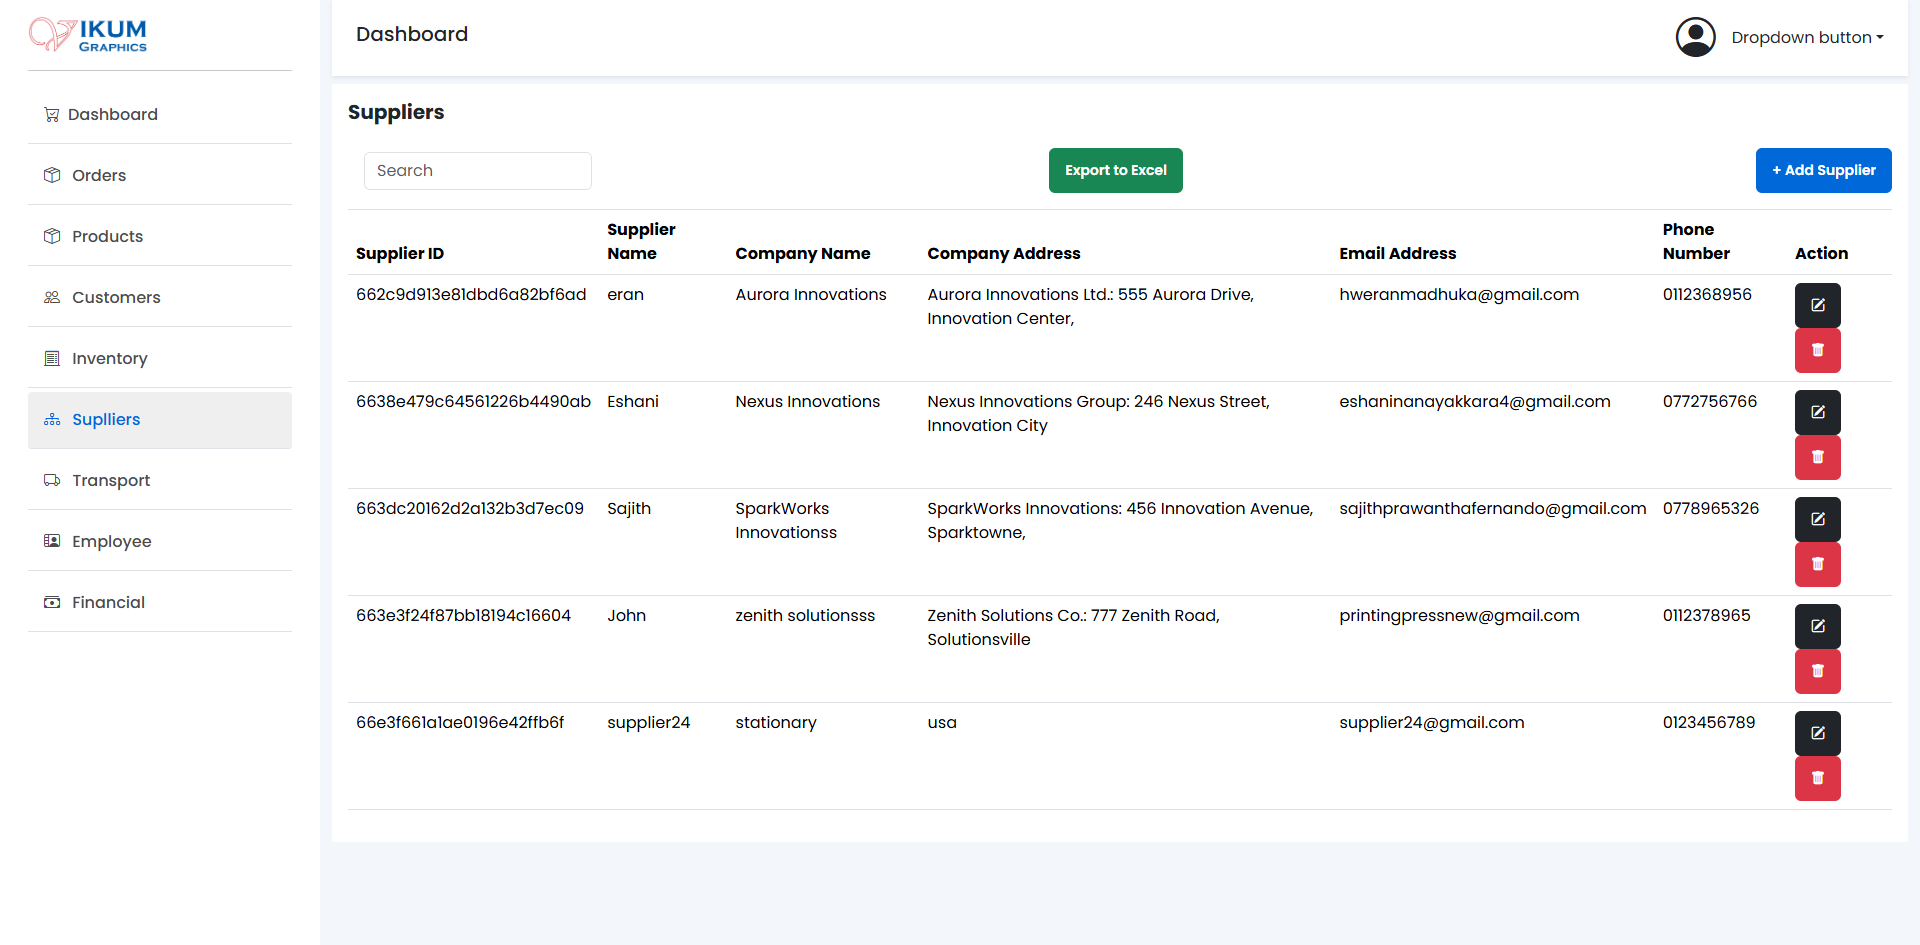 IKUM
GRAPHICS
Dashboard
Orders
Products
Customers
Inventory
Suplliers
Transport
Employee
Financial
Dashboard
Dropdown button
Suppliers
Search
Export to Excel
+ Add Supplier
Supplier ID Supplier Name Company Name Company Address Email Address Phone Number Action
662c9d913e81dbd6a82bf6ad eran Aurora Innovations Aurora Innovations Ltd.: 555 Aurora Drive, hweranmadhuka@gmail.com 0112368956
Innovation Center,
6638e479c64561226b4490ab Eshani Nexus Innovations Nexus Innovations Group: 246 Nexus Street, eshaninanayakkara4@gmail.com 0772756766
Innovation City
663dc20162d2a132b3d7ec09 Sajith SparkWorks SparkWorks Innovations: 456 Innovation Avenue, sajithprawanthafernando@gmail.com 0778965326
Innovationss Sparktowne,
663e3f24f87bb18194c16604 John zenith solutionsss Zenith Solutions Co.: 777 Zenith Road, printingpressnew@gmail.com 0112378965
Solutionsville
66e3f661a1ae0196e42ffb6f supplier24 stationary usa supplier24@gmail.com 0123456789